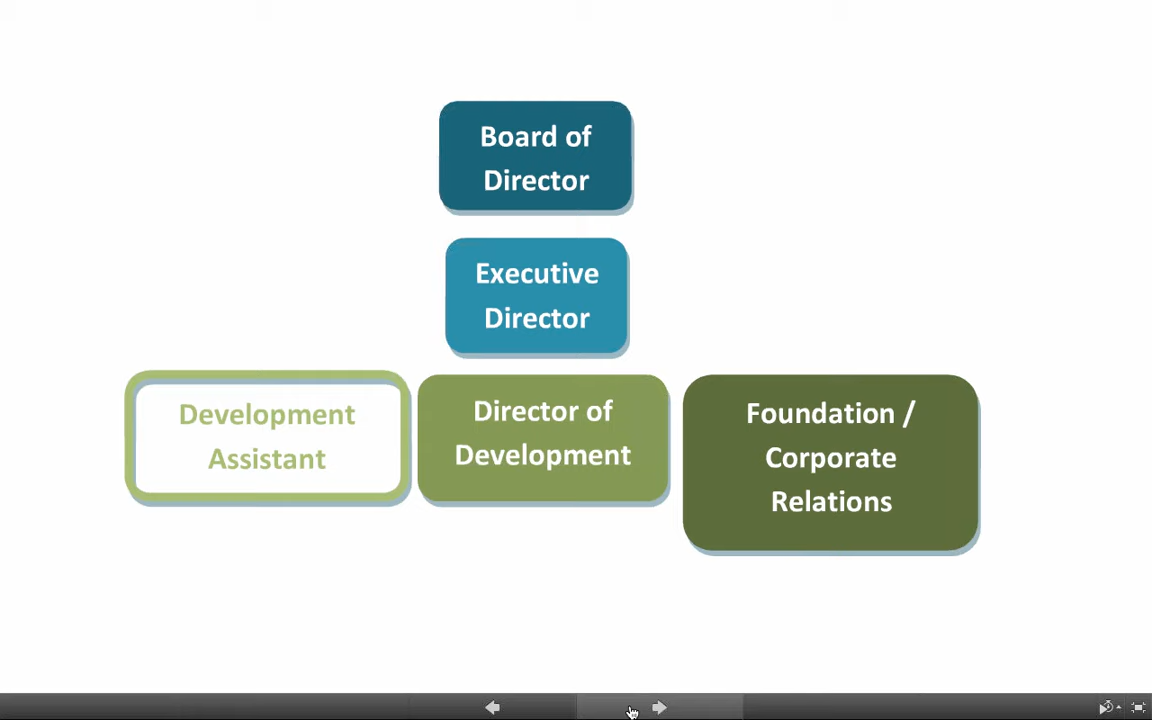 Board of
Director
Executive
Director
Development
Assistant
Director of
Development
Foundation /
Corporate
Relations